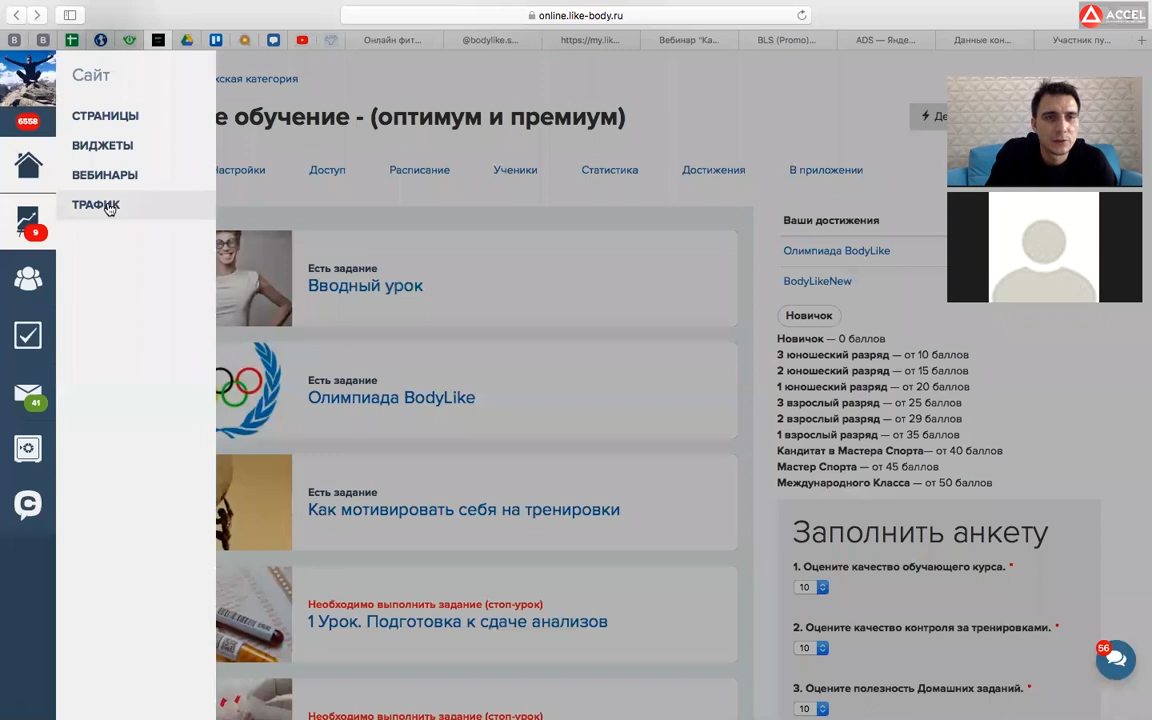 online.like-body.ru
ACCEL
B
B
Онлайн фит...
@bodylike.s...
https://my.lik...
Вебинар "Ка...
BLS (Promo)...
ADS — Янде...
Данные кон...
Участник пу...
6558
9
41
Сайт
СТРАНИЦЫ
ВИДЖЕТЫ
ВЕБИНАРЫ
ТРАФИК
жская категория
е обучение - (оптимум и премиум)
Де
Настройки
Доступ
Расписание
Ученики
Статистика
Достижения
В приложении
Есть задание
Вводный урок
Есть задание
Олимпиада BodyLike
Есть задание
Как мотивировать себя на тренировки
Необходимо выполнить задание (стоп-урок)
1 Урок. Подготовка к сдаче анализов
Необходимо выполнить задание (стоп-урок)
Ваши достижения
Олимпиада BodyLike
BodyLikeNew
Новичок
Новичок — 0 баллов
3 юношеский разряд — от 10 баллов
2 юношеский разряд — от 15 баллов
1 юношеский разряд — от 20 баллов
3 взрослый разряд — от 25 баллов
2 взрослый разряд — от 29 баллов
1 взрослый разряд — от 35 баллов
Кандитат в Мастера Спорта— от 40 баллов
Мастер Спорта — от 45 баллов
Международного Класса — от 50 баллов
Заполнить анкету
1. Оцените качество обучающего курса. *
10
2. Оцените качество контроля за тренировками. *
10
3. Оцените полезность Домашних заданий. *
10
56